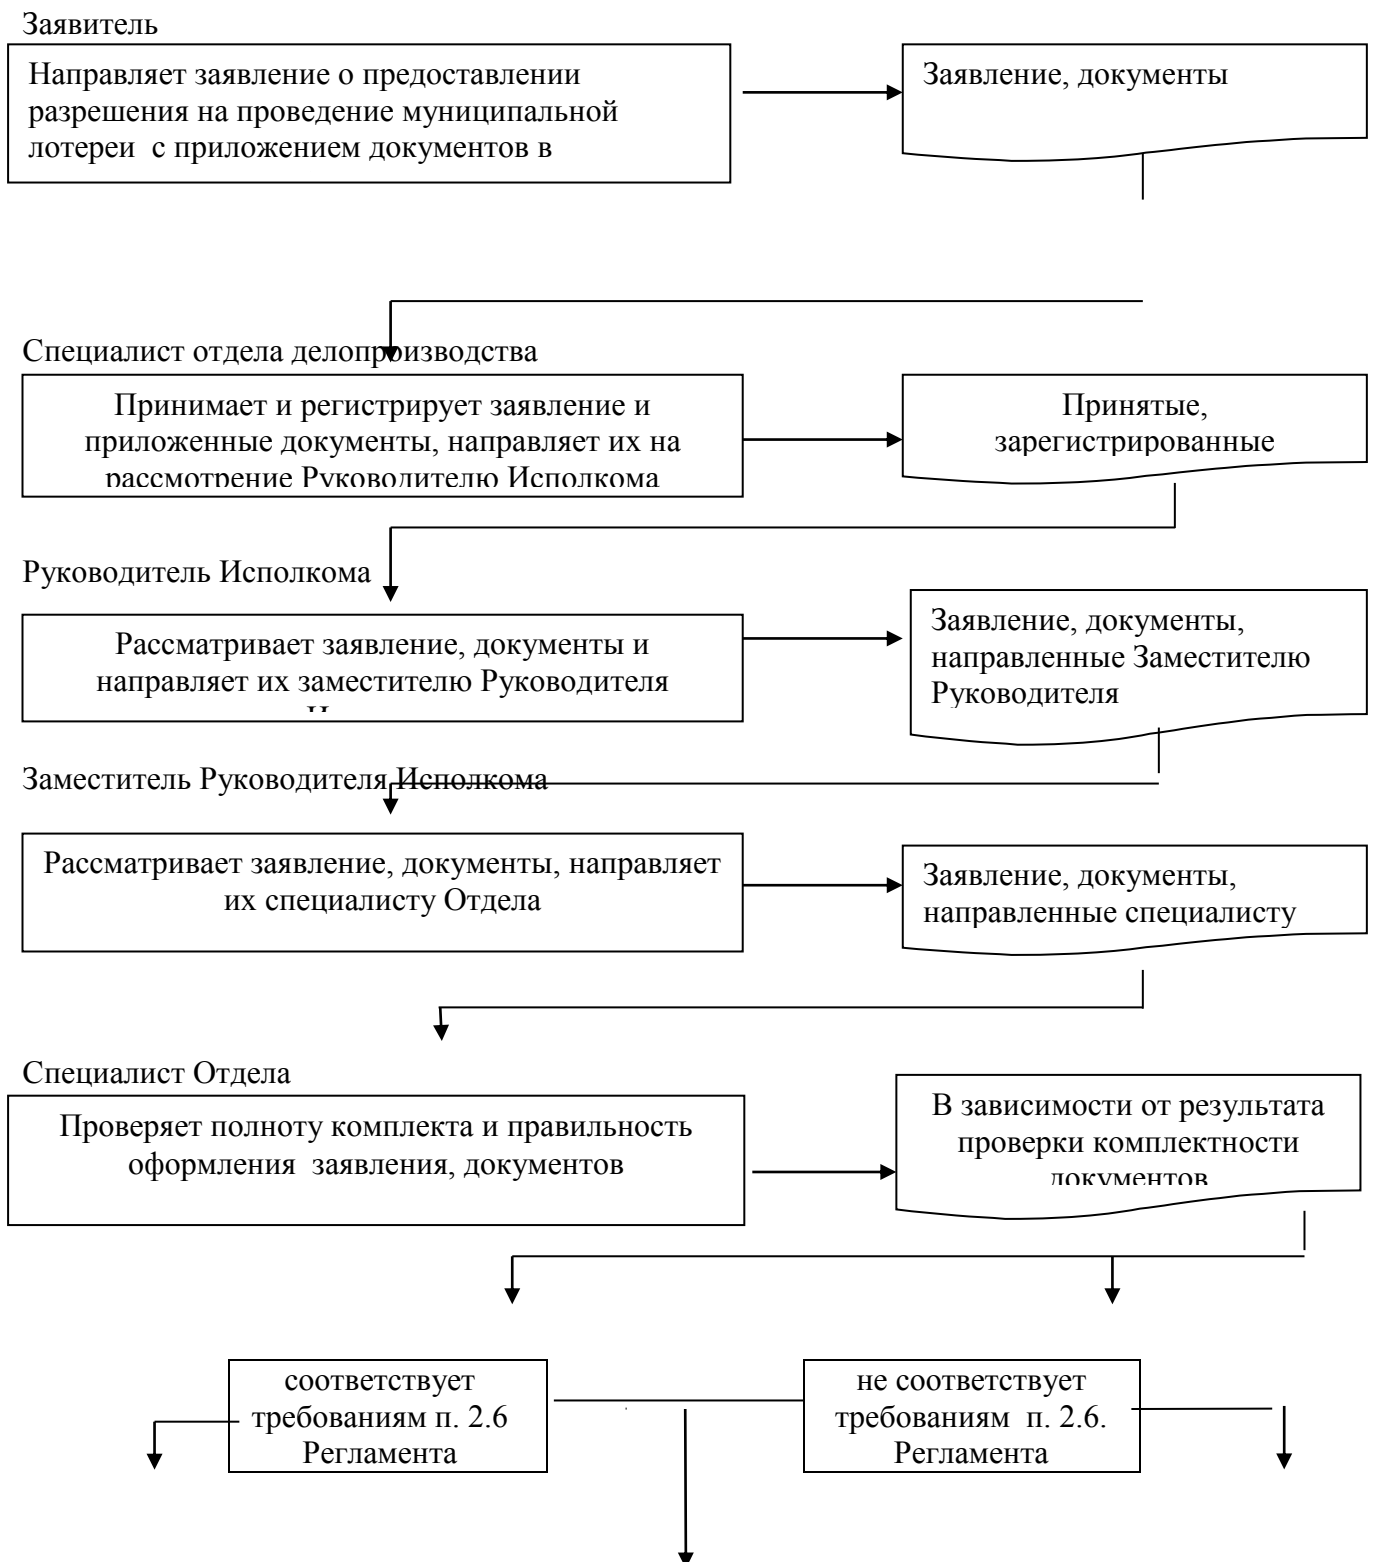 Заявитель
Направляет заявление о предоставлении
разрешения на проведение муниципальной
лотереи с приложением документов в
Заявление, документы
Специалист отдела делопроизводства
Принимает и регистрирует заявление и
приложенные документы, направляет их на
рассмотрение Руководителю Исполкома
Принятые,
зарегистрированные
Руководитель Исполкома
Рассматривает заявление, документы и
направляет их заместителю Руководителя
Заявление, документы,
направленные Заместителю
Руководителя
Заместитель Руководителя Исполкома
Рассматривает заявление, документы, направляет
их специалисту Отдела
Заявление, документы,
направленные специалисту
Специалист Отдела
Проверяет полноту комплекта и правильность
оформления заявления, документов
В зависимости от результата
проверки комплектности
документов
соответствует
требованиям п. 2.6
Регламента
не соответствует
требованиям п. 2.6.
Регламента